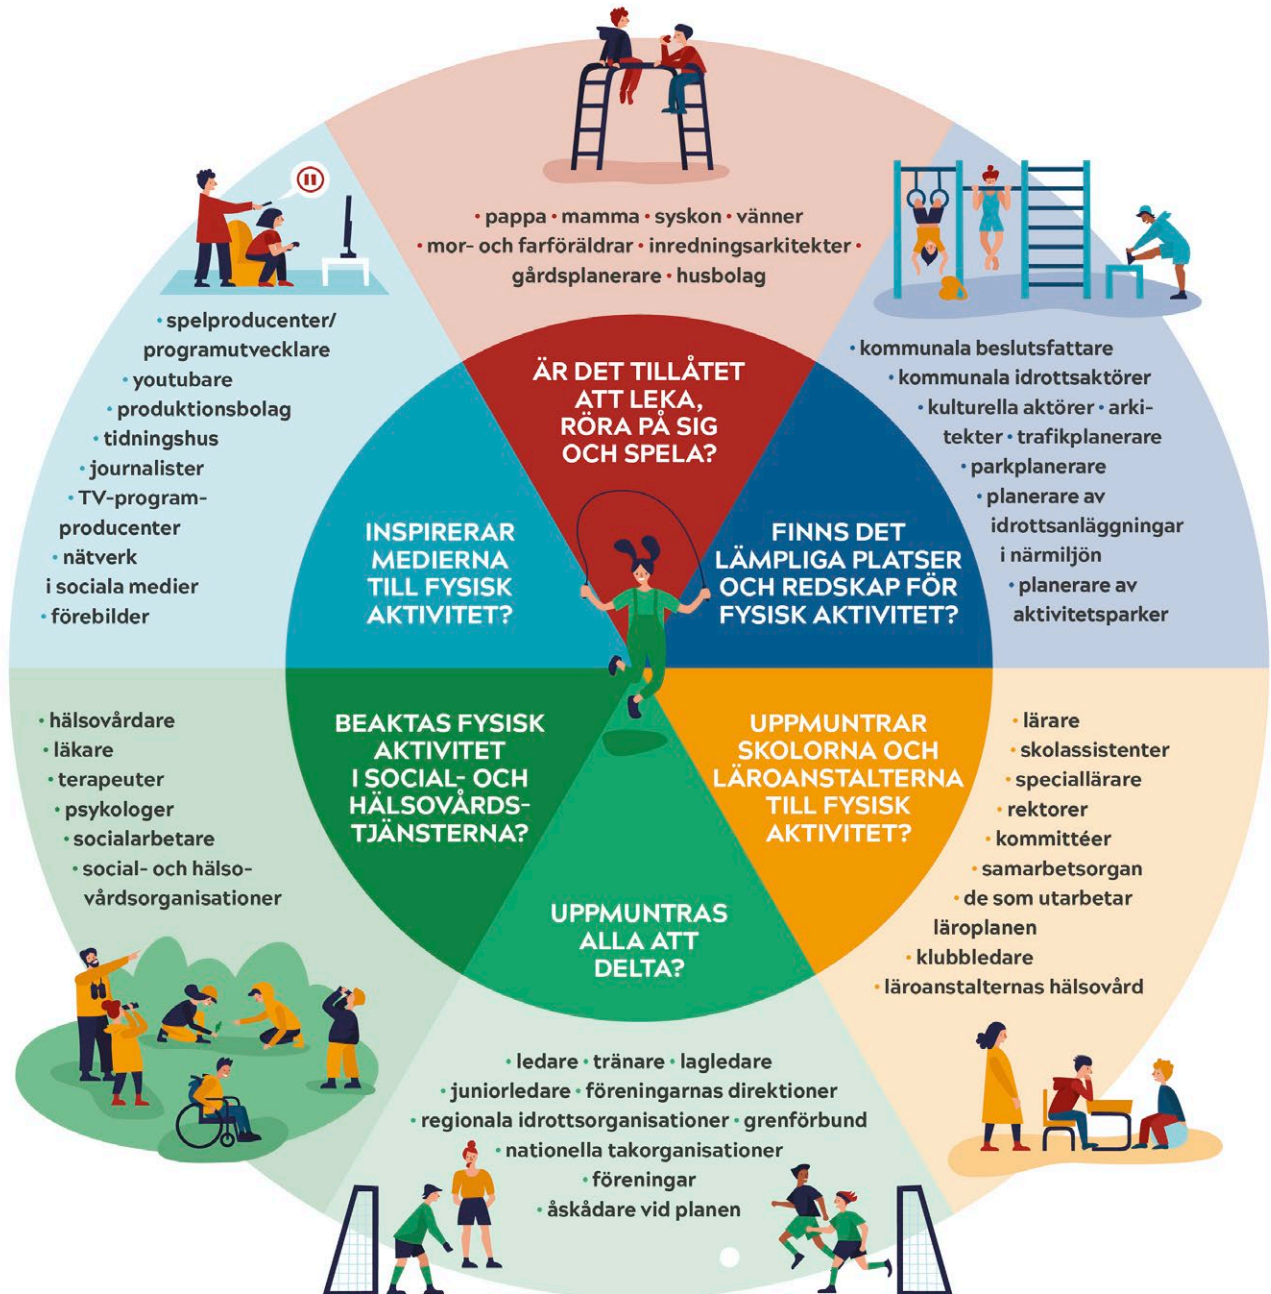 • pappa • mamma • syskon • vänner
• mor- och farföräldrar • inredningsarkitekter •
gårdsplanerare • husbolag
ÄR DET TILLÅTET
ATT LEKA,
RÖRA PÅ SIG
OCH SPELA?
• kommunala beslutsfattare
• kommunala idrottsaktörer
• kulturella aktörer • arki-
tekter • trafikplanerare
• parkplanerare
• planerare av
idrottsanläggningar
i närmiljön
• planerare av
aktivitetsparker
FINNS DET
LÄMPLIGA PLATSER
OCH REDSKAP FÖR
FYSISK AKTIVITET?
• lärare
• skolassistenter
• speciallärare
• rektorer
• kommittéer
• samarbetsorgan
• de som utarbetar
läroplanen
• klubbledare
• läroanstalternas hälsovård
UPPMUNTRAR
SKOLORNA OCH
LÄROANSTALTERNA
TILL FYSISK
AKTIVITET?
UPPMUNTRAS
ALLA ATT
DELTA?
• ledare • tränare • lagledare
• juniorledare • föreningarnas direktioner
• regionala idrottsorganisationer • grenförbund
• nationella takorganisationer
• föreningar
• åskådare vid planen
BEAKTAS FYSISK
AKTIVITET
I SOCIAL- OCH
HÄLSOVÅRDS-
TJÄNSTERNA?
• hälsovårdare
• läkare
• terapeuter
• psykologer
• socialarbetare
• social- och hälso-
vårdsorganisationer
INSPIRERAR
MEDIERNA
TILL FYSISK
AKTIVITET?
• spelproducenter/
programutvecklare
• youtubare
• produktionsbolag
• tidningshus
• journalister
• TV-program-
producenter
• nätverk
i sociala medier
• förebilder